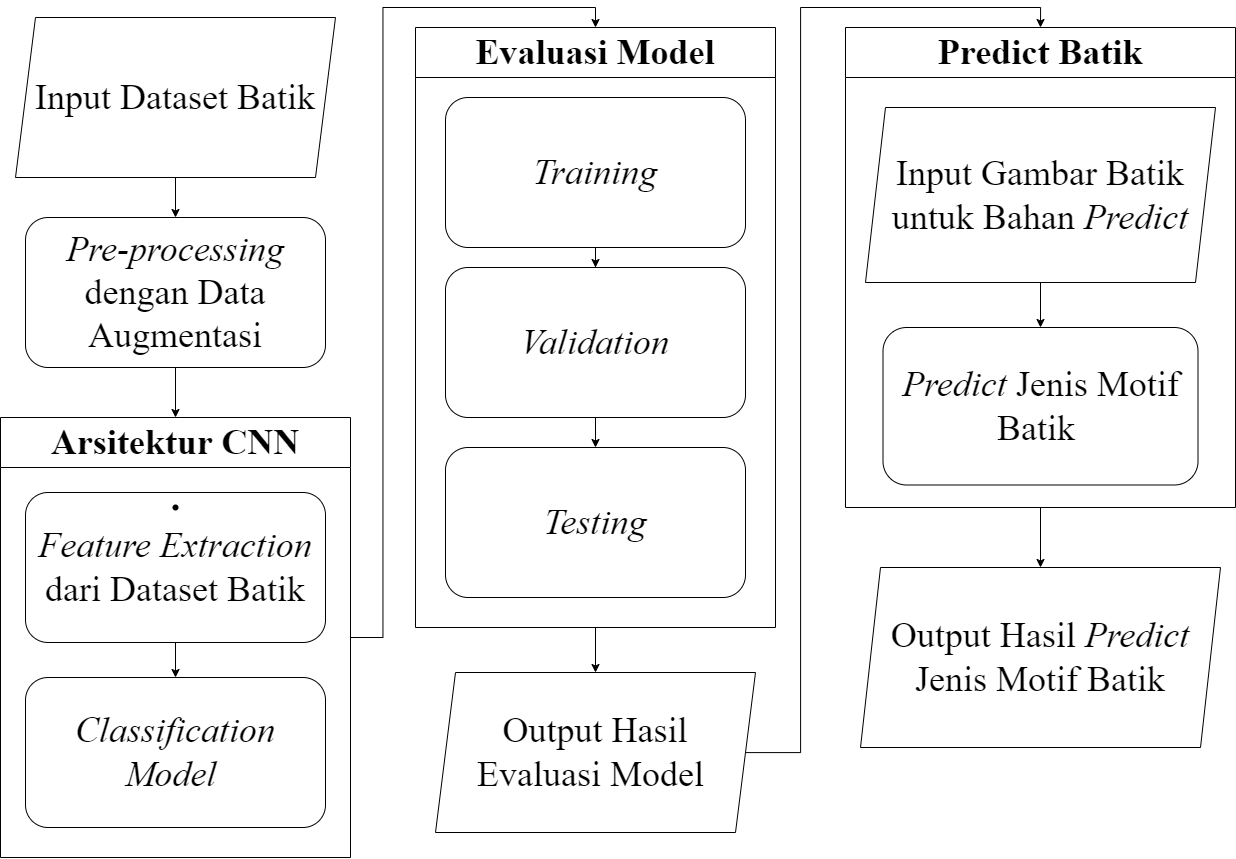 Input Dataset Batik
Pre-processing
dengan Data
Augmentasi
Arsitektur CNN
Feature Extraction
dari Dataset Batik
Classification
Model
Evaluasi Model
Training
Validation
Testing
Output Hasil
Evaluasi Model
Predict Batik
Input Gambar Batik
untuk Bahan Predict
Predict Jenis Motif
Batik
Output Hasil Predict
Jenis Motif Batik